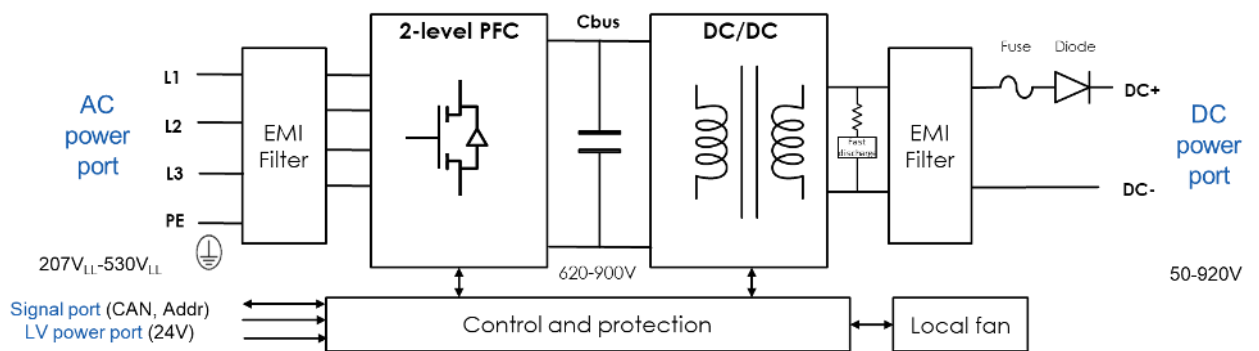 2-level PFC
Cbus
DC/DC
Fuse
Diode
L1
AC
power
port
L2
L3
PE
EMI
Filter
Fast
discharge
EMI
Filter
DC+
DC
power
port
DC-
207VLL-530VLL
620-900V
50-920V
Signal port (CAN, Addr)
LV power port (24V)
Control and protection
Local fan